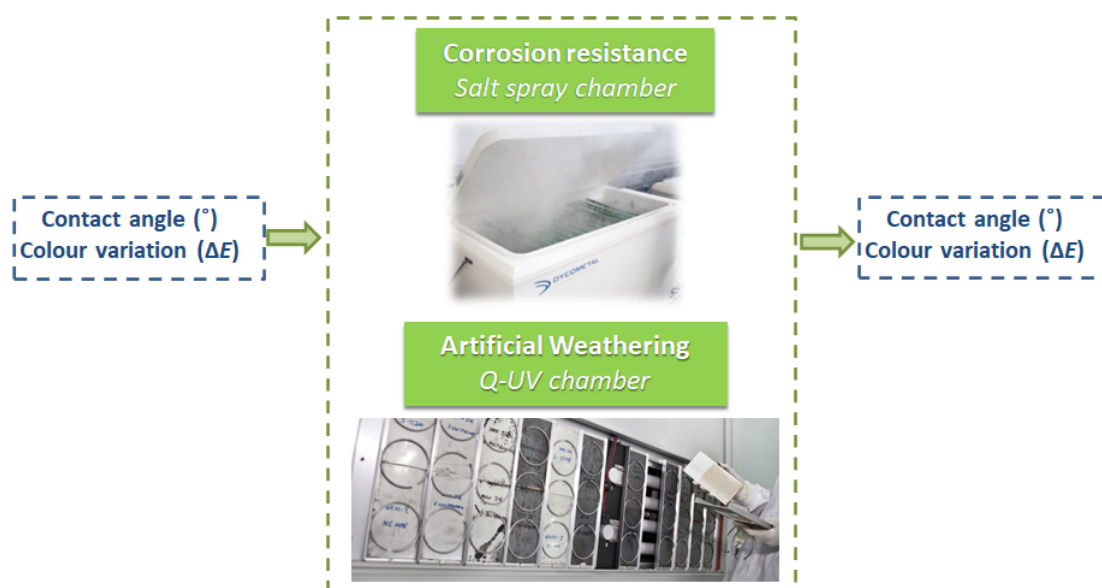 Corrosion resistance
Salt spray chamber
Contact angle (°)
Colour variation (ΔE)
DYCOMETAL
Contact angle (°)
Colour variation (ΔE)
Artificial Weathering
Q-UV chamber